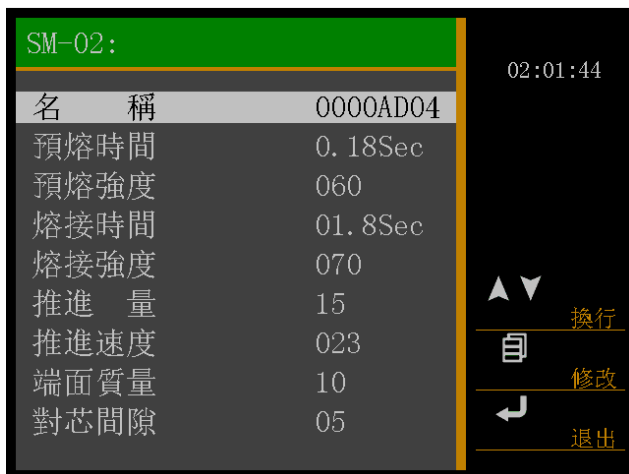 SM-02:
名　稱 0000AD04
預熔時間 0.18Sec
預熔強度 060
熔接時間 01.8Sec
熔接強度 070
推進　量 15
推進速度 023
端面質量 10
對芯間隙 05
02:01:44
換行
修改
退出